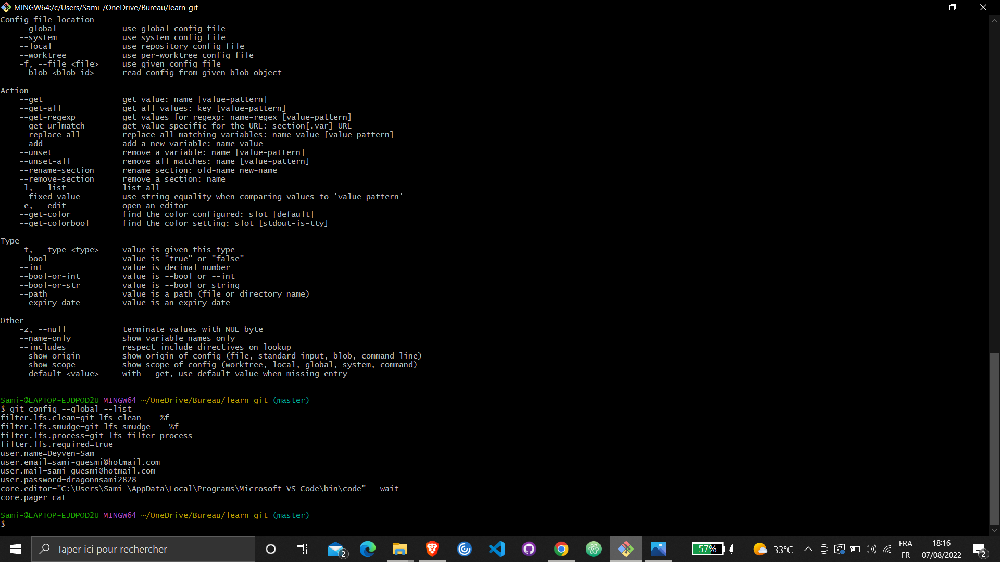 MINGW64:/c/Users/Sami-/OneDrive/Bureau/learn_git
Config file location
    --global              use global config file
    --system              use system config file
    --local               use repository config file
    --worktree            use per-worktree config file
    -f, --file <file>     use given config file
    --blob <blob-id>      read config from given blob object
Action
    --get                 get value: name [value-pattern]
    --get-all             get all values: key [value-pattern]
    --get-regexp          get values for regexp: name-regex [value-pattern]
    --get-urlmatch        get value specific for the URL: section[.var] URL
    --replace-all         replace all matching variables: name value [value-pattern]
    --add                 add a new variable: name value
    --unset               remove a variable: name [value-pattern]
    --unset-all           remove all matches: name [value-pattern]
    --rename-section      rename section: old-name new-name
    --remove-section      remove a section: name
    -l, --list            list all
    --fixed-value         use string equality when comparing values to 'value-pattern'
    -e, --edit            open an editor
    --get-color           find the color configured: slot [default]
    --get-colorbool       find the color setting: slot [stdout-is-tty]
Type
    -t, --type <type>     value is given this type
    --bool                value is "true" or "false"
    --int                 value is decimal number
    --bool-or-int         value is --bool or --int
    --bool-or-str         value is --bool or string
    --path                value is a path (file or directory name)
    --expiry-date         value is an expiry date
Other
    -z, --null            terminate values with NUL byte
    --name-only           show variable names only
    --includes            respect include directives on lookup
    --show-origin         show origin of config (file, standard input, blob, command line)
    --show-scope          show scope of config (worktree, local, global, system, command)
    --default <value>     with --get, use default value when missing entry
Sami-@LAPTOP-EJDPOD2U MINGW64 ~/OneDrive/Bureau/learn_git (master)
$ git config --global --list
filter.lfs.clean=git-lfs clean -- %f
filter.lfs.smudge=git-lfs smudge -- %f
filter.lfs.process=git-lfs filter-process
filter.lfs.required=true
user.name=Deyven-Sam
user.email=sami-guesmi@hotmail.com
user.mail=sami-guesmi@hotmail.com
user.password=dragonnsami2828
core.editor="C:\Users\Sami-\AppData\Local\Programs\Microsoft VS Code\bin\code" --wait
core.pager=cat
Sami-@LAPTOP-EJDPOD2U MINGW64 ~/OneDrive/Bureau/learn_git (master)
$
Taper ici pour rechercher
2
57%
33°C
FRA
FR
18:16
07/08/2022
2